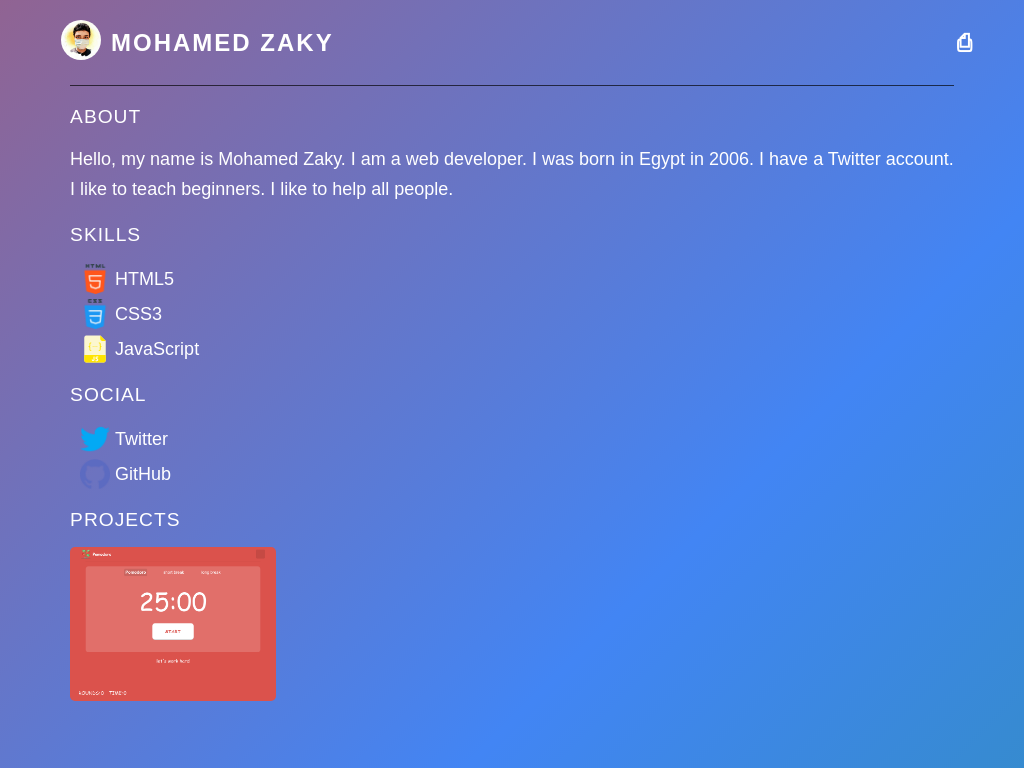 MOHAMED ZAKY
ABOUT
Hello, my name is Mohamed Zaky. I am a web developer. I was born in Egypt in 2006. I have a Twitter account.
I like to teach beginners. I like to help all people.
SKILLS
HTML
HTML5
CSS
CSS3
JavaScript
SOCIAL
Twitter
GitHub
PROJECTS
Pomodoro
Pomodoro short break long break
25:00
START
let's work hard!